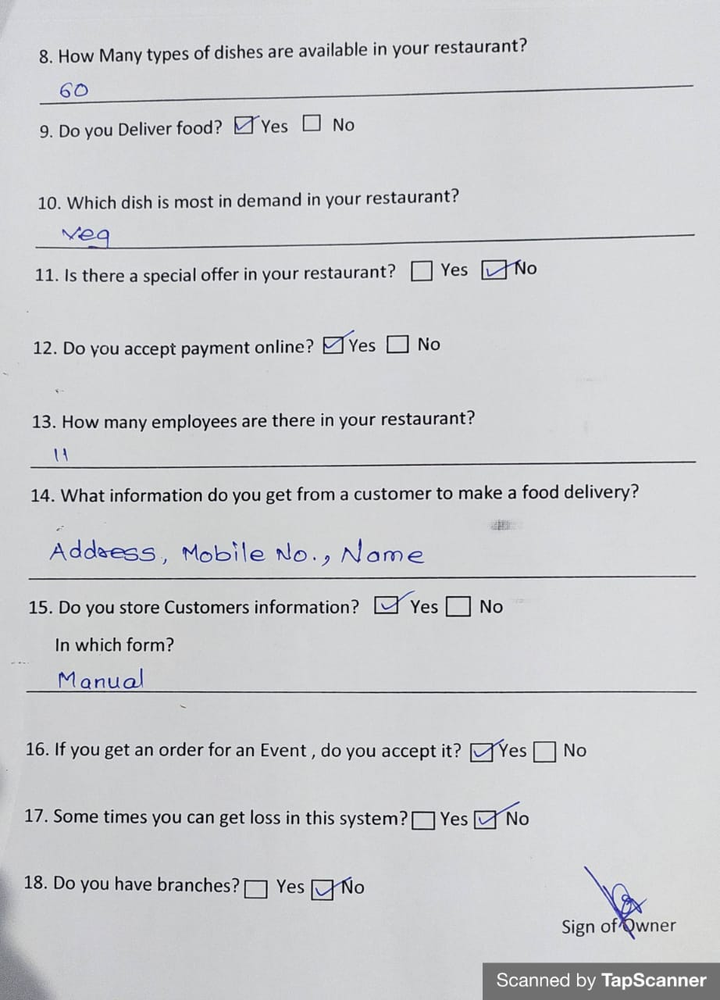 8. How Many types of dishes are available in your restaurant?
60
9. Do you Deliver food? ☑ Yes ☐ No
10. Which dish is most in demand in your restaurant?
veg
11. Is there a special offer in your restaurant? ☐ Yes ☑ No
12. Do you accept payment online? ☑ Yes ☐ No
13. How many employees are there in your restaurant?
11
14. What information do you get from a customer to make a food delivery?
Address, Mobile No., Name
15. Do you store Customers information? ☑ Yes ☐ No
In which form?
Manual
16. If you get an order for an Event , do you accept it? ☑ Yes ☐ No
17. Some times you can get loss in this system? ☐ Yes ☑ No
18. Do you have branches? ☐ Yes ☑ No
Sign of Owner
Scanned by TapScanner